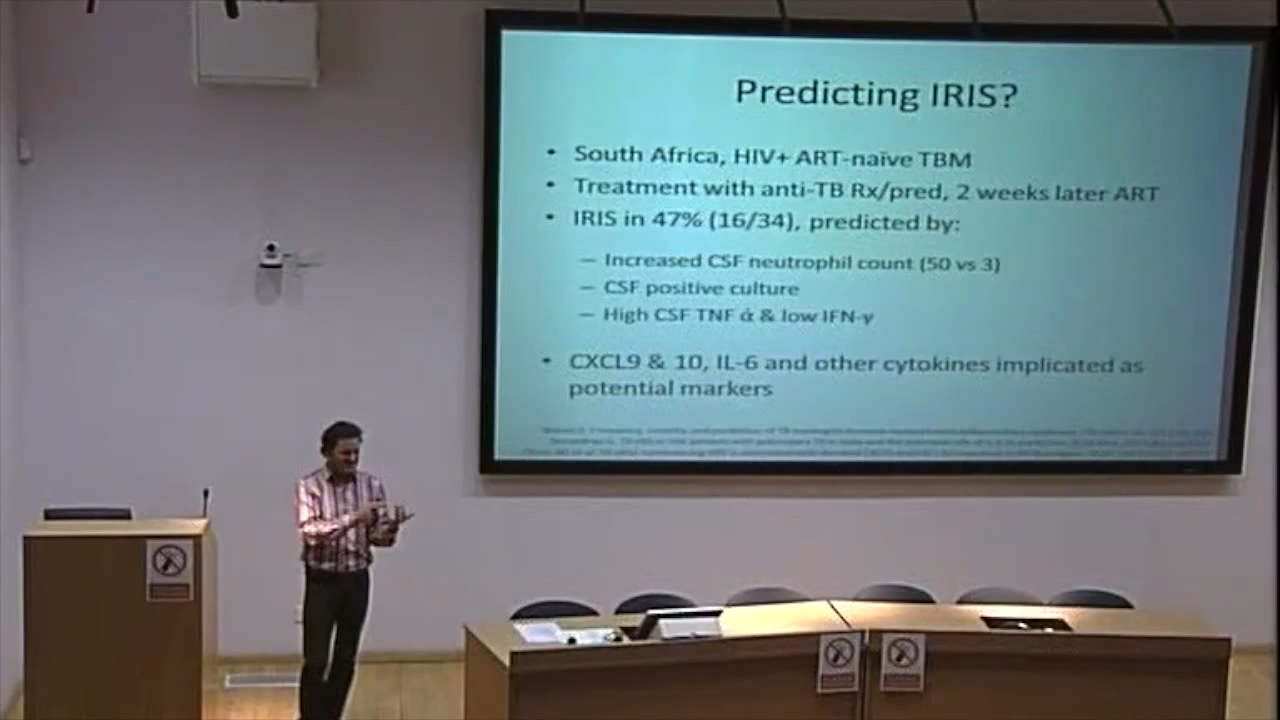 Predicting IRIS?
• South Africa, HIV+ ART-naïve TBM
• Treatment with anti-TB Rx/pred, 2 weeks later ART
• IRIS in 47% (16/34), predicted by:
– Increased CSF neutrophil count (50 vs 3)
– CSF positive culture
– High CSF TNF ά & low IFN-γ
• CXCL9 & 10, IL-6 and other cytokines implicated as
potential markers